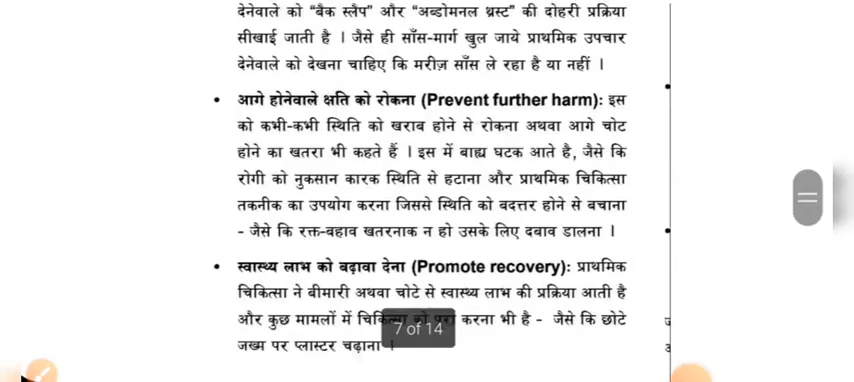 देनेवाले को “बैक स्लैप” और “अब्डोमनल थ्रस्ट” की दोहरी प्रक्रिया
सीखाई जाती है । जैसे ही साँस-मार्ग खुल जाये प्राथमिक उपचार
देनेवाले को देखना चाहिए कि मरीज़ साँस ले रहा है या नहीं ।
• आगे होनेवाले क्षति को रोकना (Prevent further harm): इस
को कभी-कभी स्थिति को खराब होने से रोकना अथवा आगे चोट
होने का खतरा भी कहते हैं । इस में बाह्य घटक आते है, जैसे कि
रोगी को नुकसान कारक स्थिति से हटाना और प्राथमिक चिकित्सा
तकनीक का उपयोग करना जिससे स्थिति को बदत्तर होने से बचाना
- जैसे कि रक्त-बहाव खतरनाक न हो उसके लिए दवाव डालना ।
• स्वास्थ्य लाभ को बढ़ावा देना (Promote recovery): प्राथमिक
चिकित्सा ने बीमारी अथवा चोटे से स्वास्थ्य लाभ की प्रक्रिया आती है
और कुछ मामलों में चिकित्सा को पूरा करना भी है - जैसे कि छोटे
जख्म पर प्लास्टर चढ़ाना ।
7 of 14